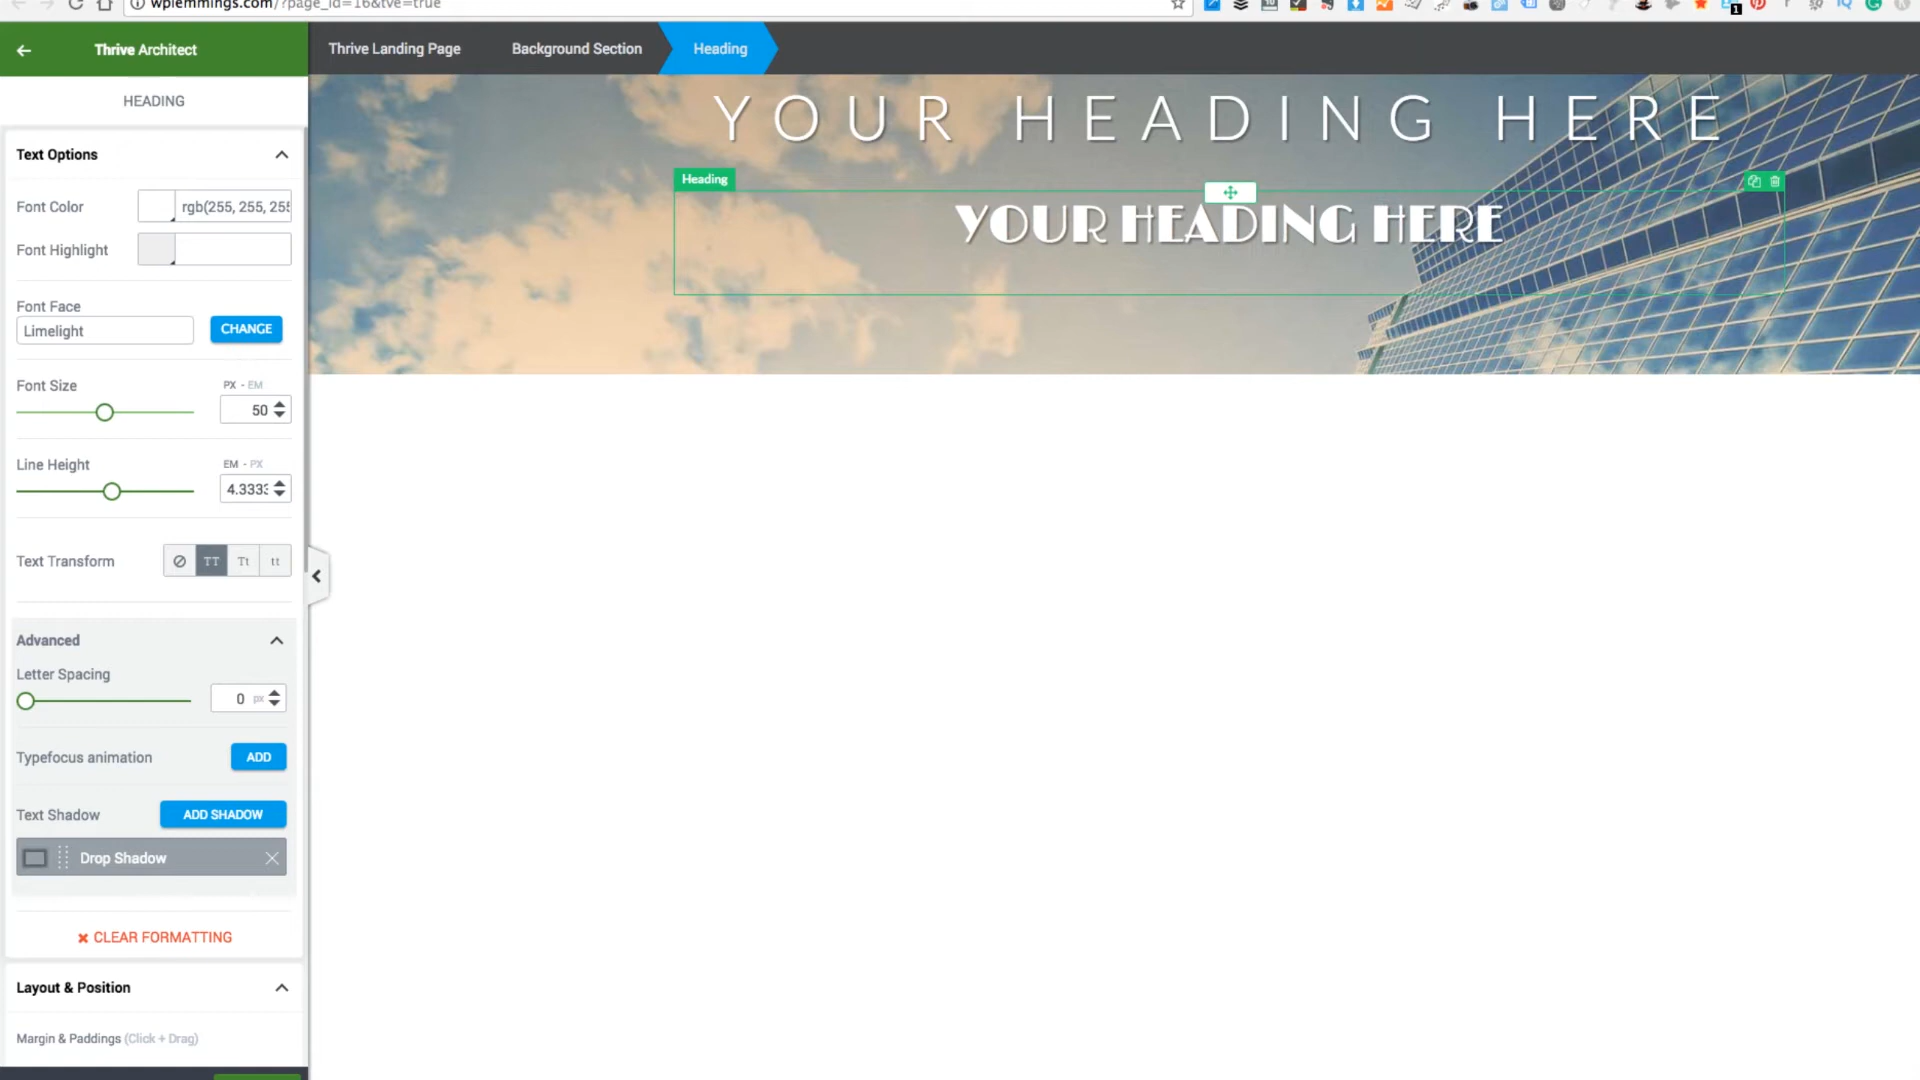 wplemmings.com/?page_id=16&tve=true
1
Thrive Architect
Thrive Landing Page
Background Section
Heading
HEADING
Text Options
Font Color
rgb(255, 255, 255
Font Highlight
Font Face
Limelight
CHANGE
Font Size
PX - EM
50
Line Height
EM - PX
4.3333
Text Transform
TT
Tt
tt
Advanced
Letter Spacing
0 px
Typefocus animation
ADD
Text Shadow
ADD SHADOW
Drop Shadow
CLEAR FORMATTING
Layout & Position
Margin & Paddings (Click + Drag)
YOUR HEADING HERE
Heading
YOUR HEADING HERE